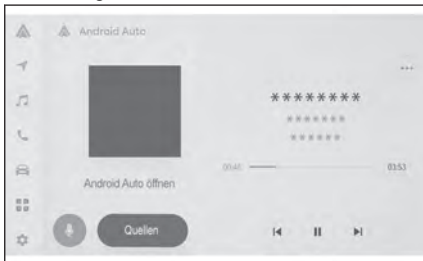 Android Auto
********
*******
******
00:40
03:53
Android Auto öffnen
Quellen